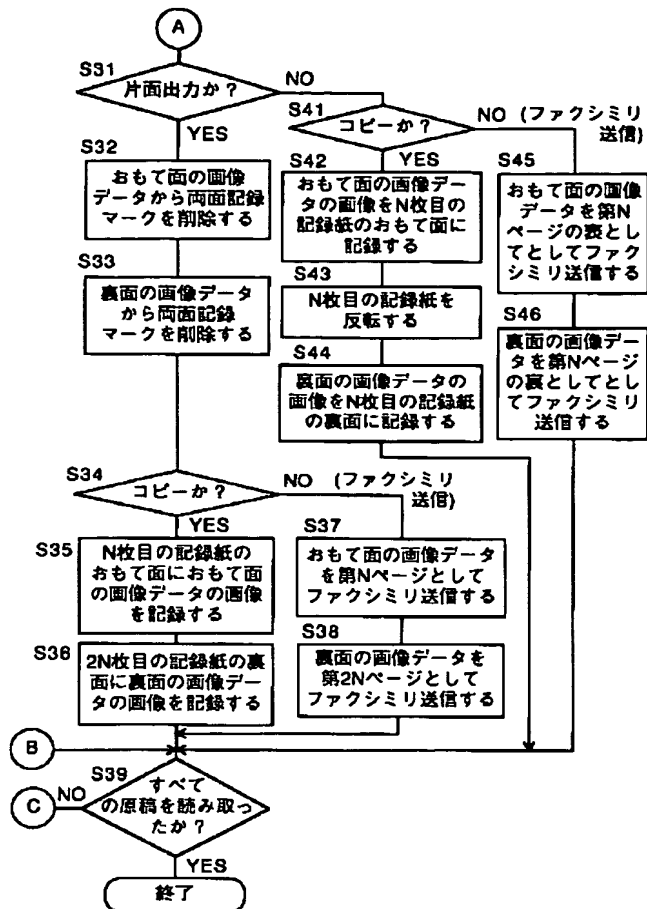 A
S31
片面出力か？
NO
YES
S41
コピーか？
NO (ファクシミリ
送信)
YES
S32
おもて面の画像
データから両面記録
マークを削除する
S33
裏面の画像データ
から両面記録
マークを削除する
S42
おもて面の画像デー
タの画像をN枚目の
記録紙のおもて面に
記録する
S43
N枚目の記録紙を
反転する
S44
裏面の画像データの
画像をN枚目の記録紙
の裏面に記録する
S45
おもて面の画像
データを第N
ページの表とし
てとしてファク
シミリ送信する
S46
裏面の画像デー
タを第Nページ
の裏としてとし
てファクシミリ
送信する
S34
コピーか？
NO (ファクシミリ
送信)
YES
S35
N枚目の記録紙の
おもて面におもて面
の画像データの画像
を記録する
S36
2N枚目の記録紙の裏
面に裏面の画像デー
タの画像を記録する
S37
おもて面の画像データ
を第Nページとして
ファクシミリ送信する
S38
裏面の画像データを
第2Nページとして
ファクシミリ送信する
B
S39
C
NO
すべて
の原稿を読み取っ
たか？
YES
終了